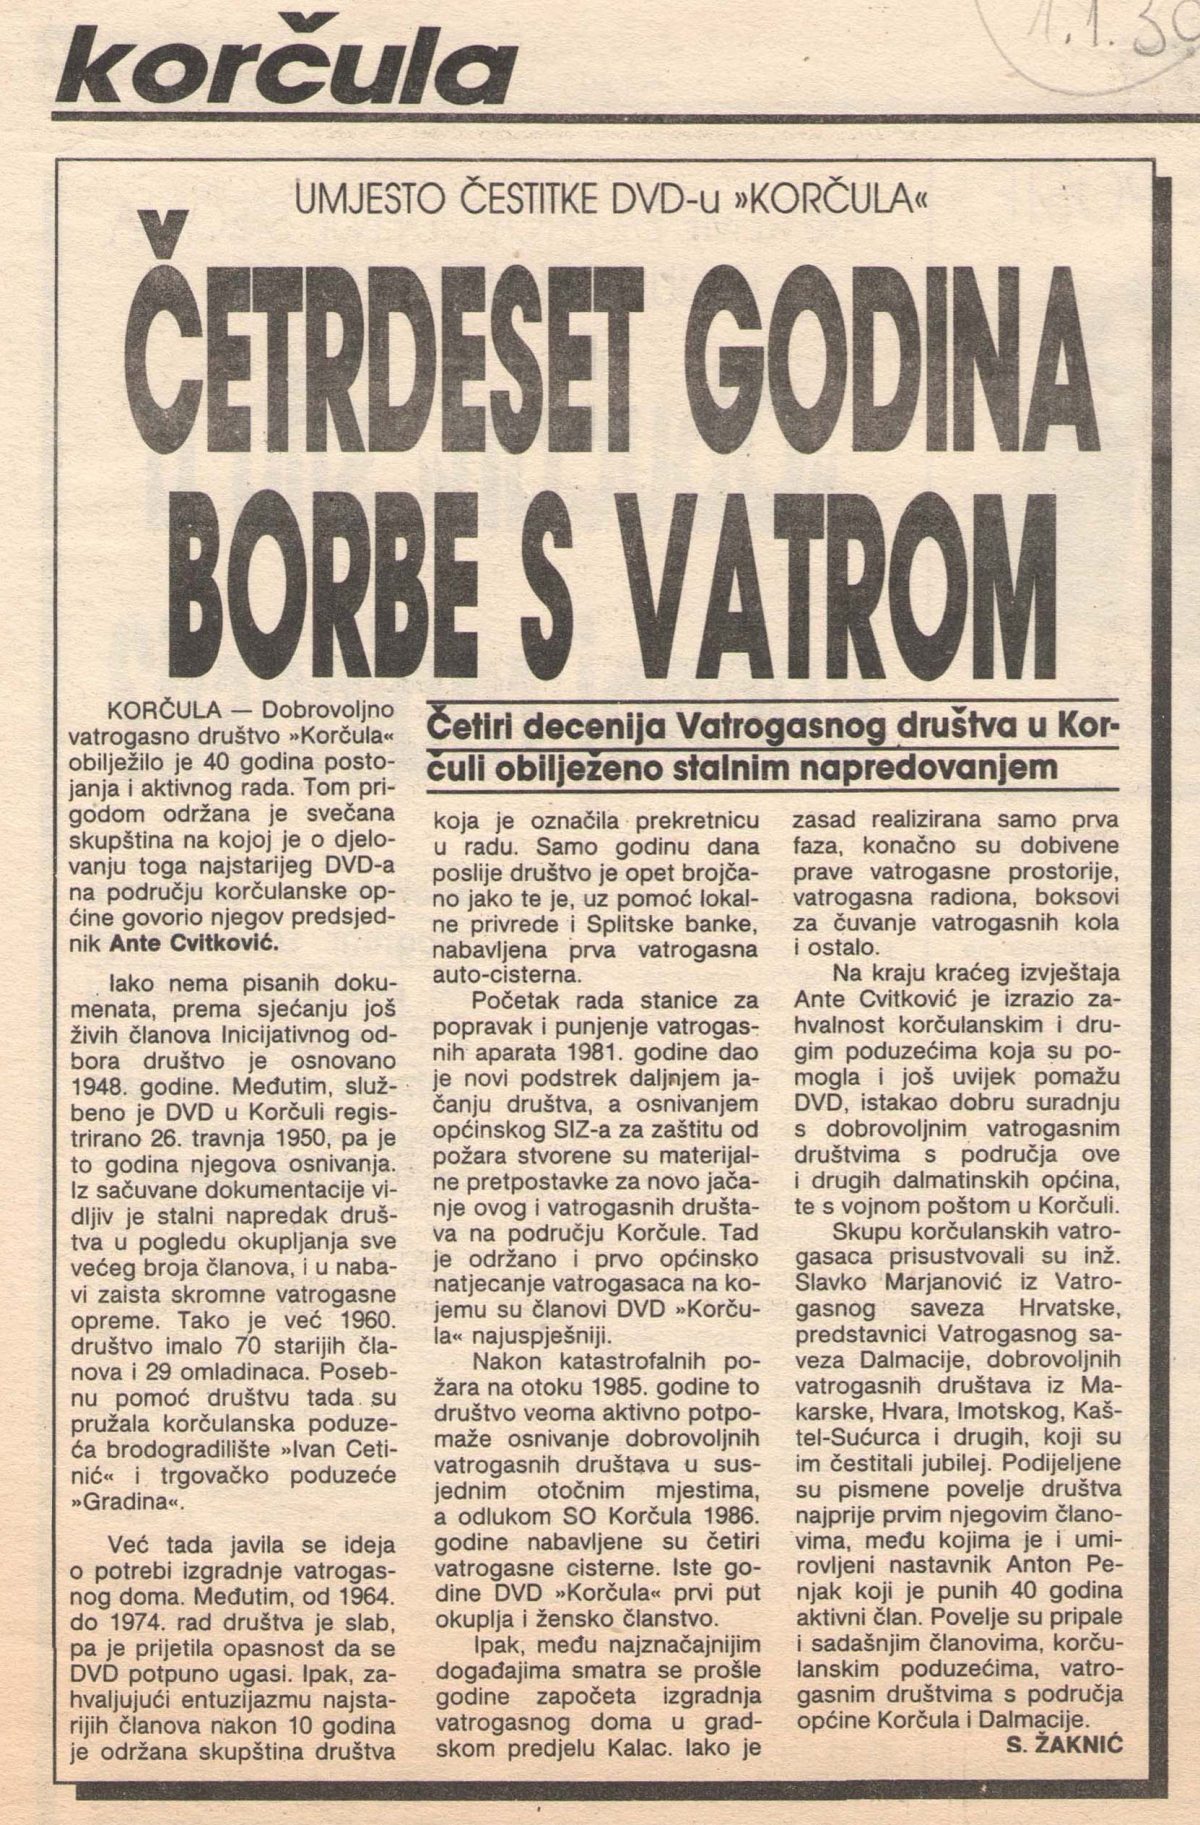 1.1.30
korčula
UMJESTO ČESTITKE DVD-u »KORČULA«
ČETRDESET GODINA
BORBE S VATROM
KORČULA — Dobrovoljno
vatrogasno društvo »Korčula«
obilježilo je 40 godina posto-
janja i aktivnog rada. Tom pri-
godom održana je svečana
skupština na kojoj je o djelo-
vanju toga najstarijeg DVD-a
na području korčulanske op-
ćine govorio njegov predsjed-
nik Ante Cvitković.
Iako nema pisanih doku-
menata, prema sjećanju još
živih članova Inicijativnog od-
bora društvo je osnovano
1948. godine. Međutim, služ-
beno je DVD u Korčuli regis-
trirano 26. travnja 1950, pa je
to godina njegova osnivanja.
Iz sačuvane dokumentacije vi-
dljiv je stalni napredak druš-
tva u pogledu okupljanja sve
većeg broja članova, i u naba-
vi zaista skromne vatrogasne
opreme. Tako je već 1960.
društvo imalo 70 starijih čla-
nova i 29 omladinaca. Poseb-
nu pomoć društvu tada su
pružala korčulanska poduze-
ća brodogradilište »Ivan Ceti-
nić« i trgovačko poduzeće
»Gradina«.
Već tada javila se ideja
o potrebi izgradnje vatrogas-
nog doma. Međutim, od 1964.
do 1974. rad društva je slab,
pa je prijetila opasnost da se
DVD potpuno ugasi. Ipak, za-
hvaljujući entuzijazmu najsta-
rijih članova nakon 10 godina
je održana skupština društva
Četiri decenija Vatrogasnog društva u Kor-
čuli obilježeno stalnim napredovanjem
koja je označila prekretnicu
u radu. Samo godinu dana
poslije društvo je opet brojča-
no jako te je, uz pomoć lokal-
ne privrede i Splitske banke,
nabavljena prva vatrogasna
auto-cisterna.
Početak rada stanice za
popravak i punjenje vatrogas-
nih aparata 1981. godine dao
je novi podstrek daljnjem ja-
čanju društva, a osnivanjem
općinskog SIZ-a za zaštitu od
požara stvorene su materijal-
ne pretpostavke za novo jača-
nje ovog i vatrogasnih društa-
va na području Korčule. Tad
je održano i prvo općinsko
natjecanje vatrogasaca na ko-
jemu su članovi DVD »Korču-
la« najuspješniji.
Nakon katastrofalnih po-
žara na otoku 1985. godine to
društvo veoma aktivno potpo-
maže osnivanje dobrovoljnih
vatrogasnih društava u sus-
jednim otočnim mjestima,
a odlukom SO Korčula 1986.
godine nabavljene su četiri
vatrogasne cisterne. Iste go-
dine DVD »Korčula« prvi put
okuplja i žensko članstvo.
Ipak, među najznačajnijim
događajima smatra se prošle
godine započeta izgradnja
vatrogasnog doma u grad-
skom predjelu Kalac. Iako je
zasad realizirana samo prva
faza, konačno su dobivene
prave vatrogasne prostorije,
vatrogasna radiona, boksovi
za čuvanje vatrogasnih kola
i ostalo.
Na kraju kraćeg izvještaja
Ante Cvitković je izrazio za-
hvalnost korčulanskim i dru-
gim poduzećima koja su po-
mogla i još uvijek pomažu
DVD, istakao dobru suradnju
s dobrovoljnim vatrogasnim
društvima s područja ove
i drugih dalmatinskih općina,
te s vojnom poštom u Korčuli.
Skupu korčulanskih vatro-
gasaca prisustvovali su inž.
Slavko Marjanović iz Vatro-
gasnog saveza Hrvatske,
predstavnici Vatrogasnog sa-
veza Dalmacije, dobrovoljnih
vatrogasnih društava iz Ma-
karske, Hvara, Imotskog, Kaš-
tel-Sućurca i drugih, koji su
im čestitali jubilej. Podijeljene
su pismene povelje društva
najprije prvim njegovim člano-
vima, među kojima je i umi-
rovljeni nastavnik Anton Pe-
njak koji je punih 40 godina
aktivni član. Povelje su pripale
i sadašnjim članovima, korču-
lanskim poduzećima, vatro-
gasnim društvima s područja
općine Korčula i Dalmacije.
S. ŽAKNIĆ